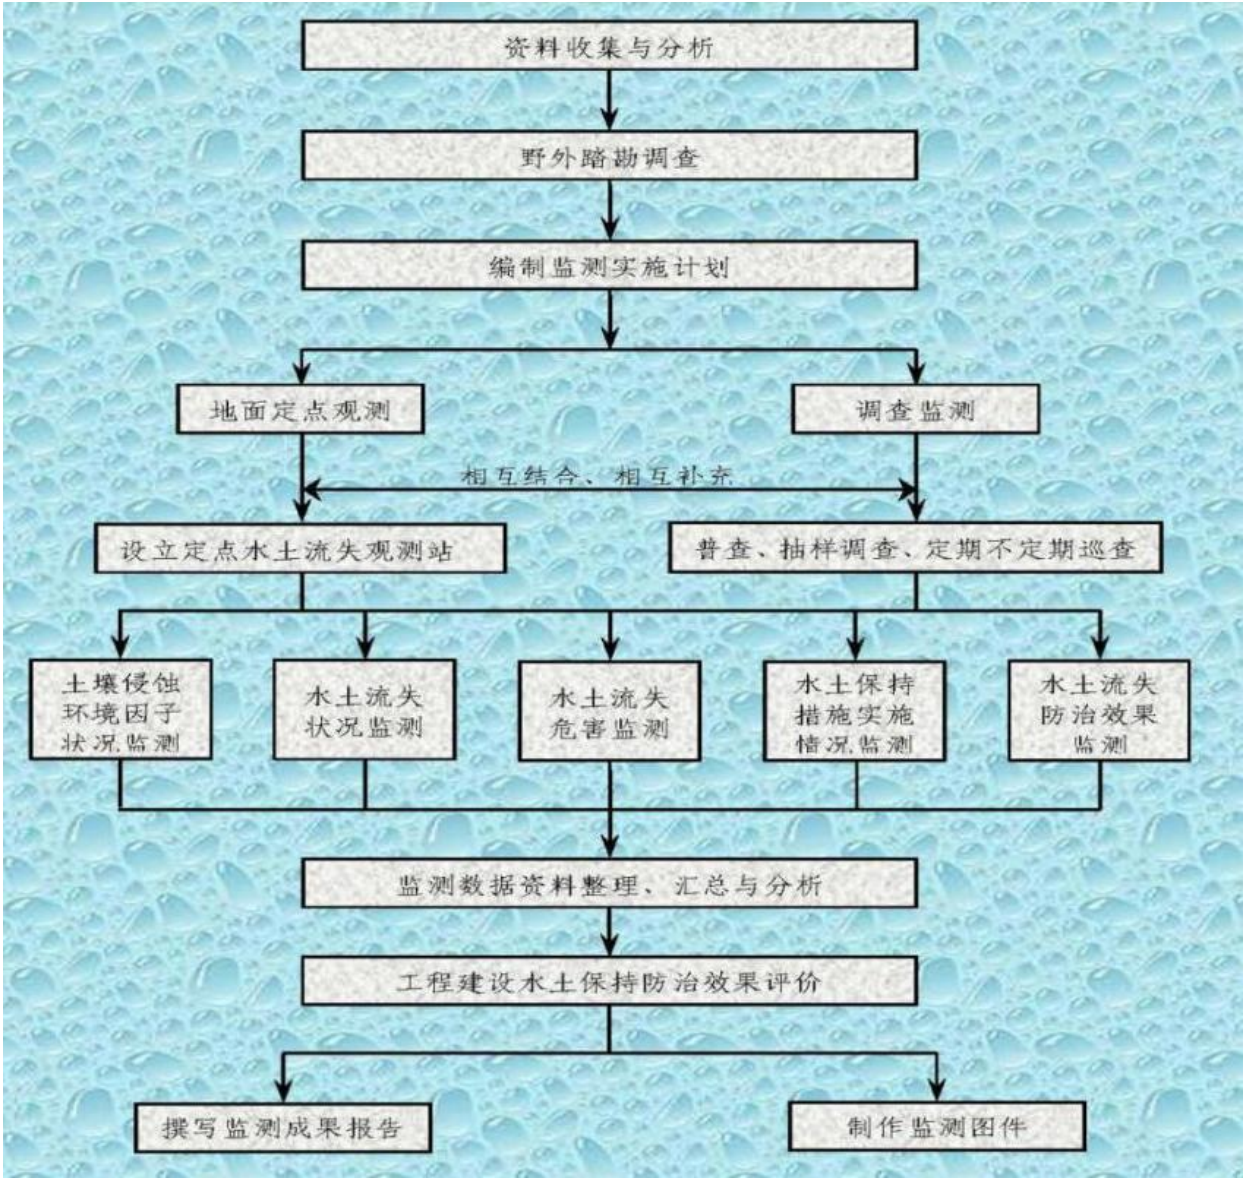 资料收集与分析
野外踏勘调查
编制监测实施计划
地面定点观测
调查监测
相互结合、相互补充
设立定点水土流失观测站
普查、抽样调查、定期不定期巡查
土壤侵蚀
环境因子
状况监测
水土流失
状况监测
水土流失
危害监测
水土保持
措施实施
情况监测
水土流失
防治效果
监测
监测数据资料整理、汇总与分析
工程建设水土保持防治效果评价
撰写监测成果报告
制作监测图件